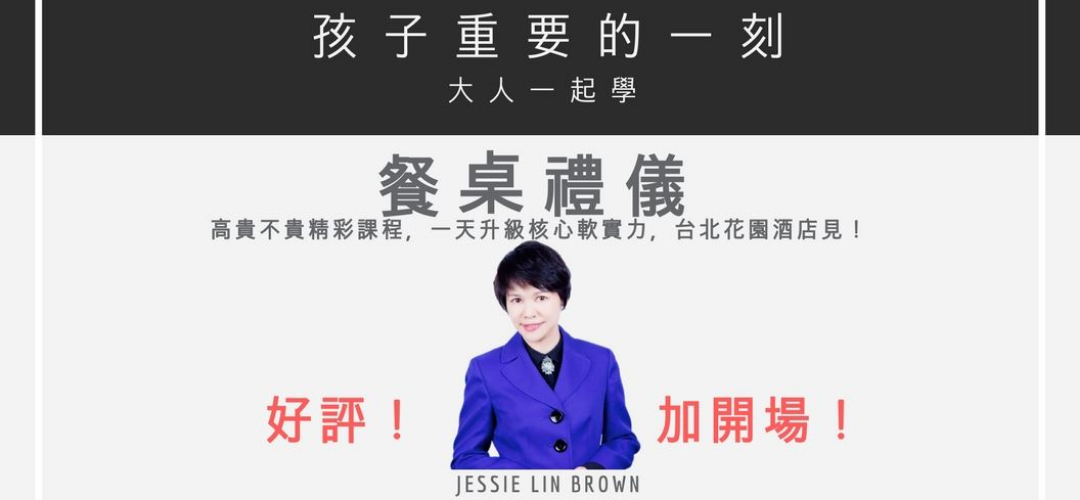 孩子重要的一刻
大人一起學
餐桌禮儀
高貴不貴精彩課程,一天升級核心軟實力,台北花園酒店見！
好評！
加開場！
JESSIE LIN BROWN